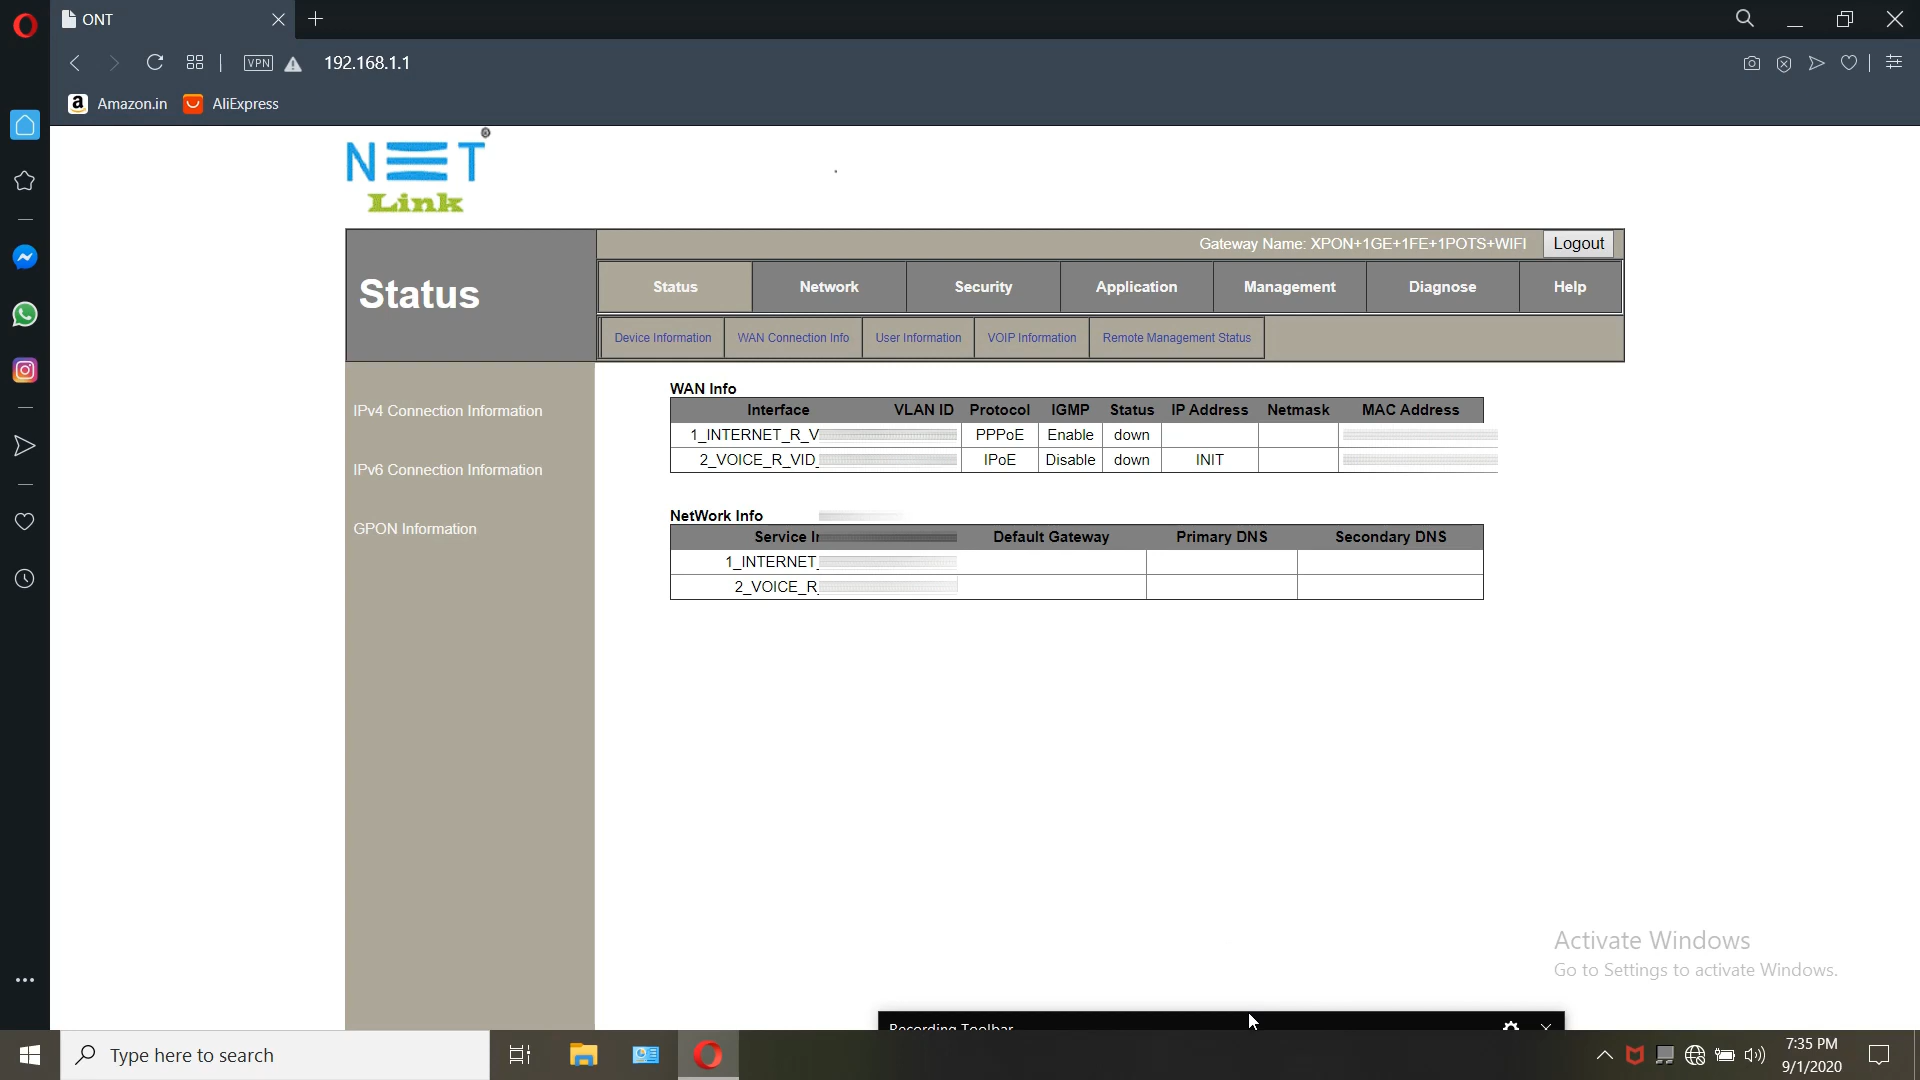 ONT
VPN 192.168.1.1
Amazon.in AliExpress
NET
Link
Gateway Name: XPON+1GE+1FE+1POTS+WIFI Logout
Status
Status Network Security Application Management Diagnose Help
Device Information WAN Connection Info User Information VOIP Information Remote Management Status
IPv4 Connection Information
IPv6 Connection Information
GPON Information
WAN Info
Interface VLAN ID Protocol IGMP Status IP Address Netmask MAC Address
1_INTERNET_R_V PPPoE Enable down
2_VOICE_R_VID_ IPoE Disable down INIT
NetWork Info
Service Default Gateway Primary DNS Secondary DNS
1_INTERNET_
2_VOICE_R_
Activate Windows
Go to Settings to activate Windows.
Recording Toolbar
Type here to search
7:35 PM
9/1/2020